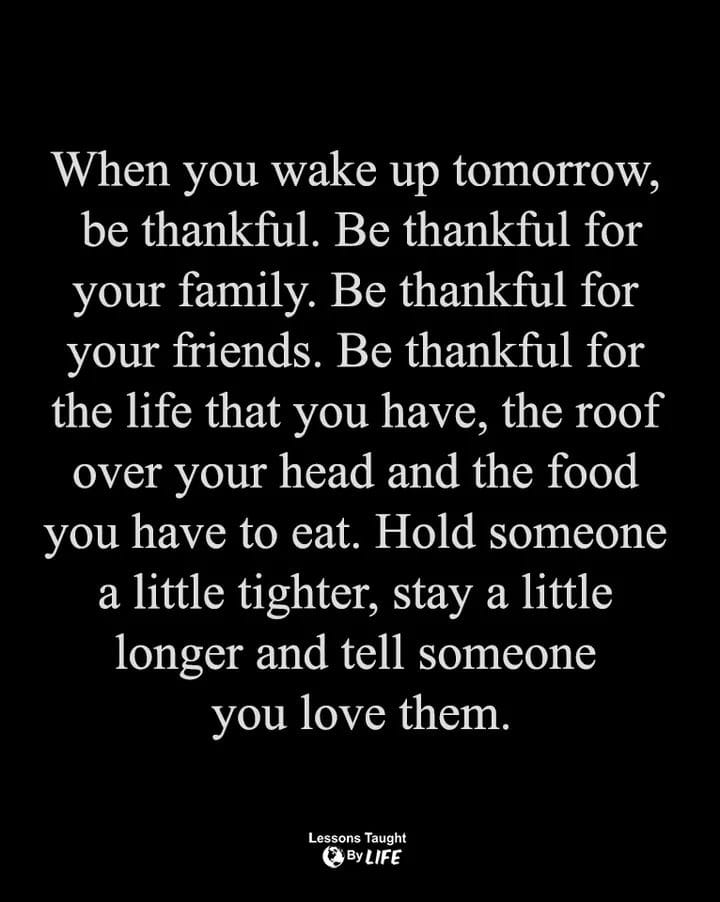 When you wake up tomorrow,
be thankful. Be thankful for
your family. Be thankful for
your friends. Be thankful for
the life that you have, the roof
over your head and the food
you have to eat. Hold someone
a little tighter, stay a little
longer and tell someone
you love them.
Lessons Taught
By LIFE